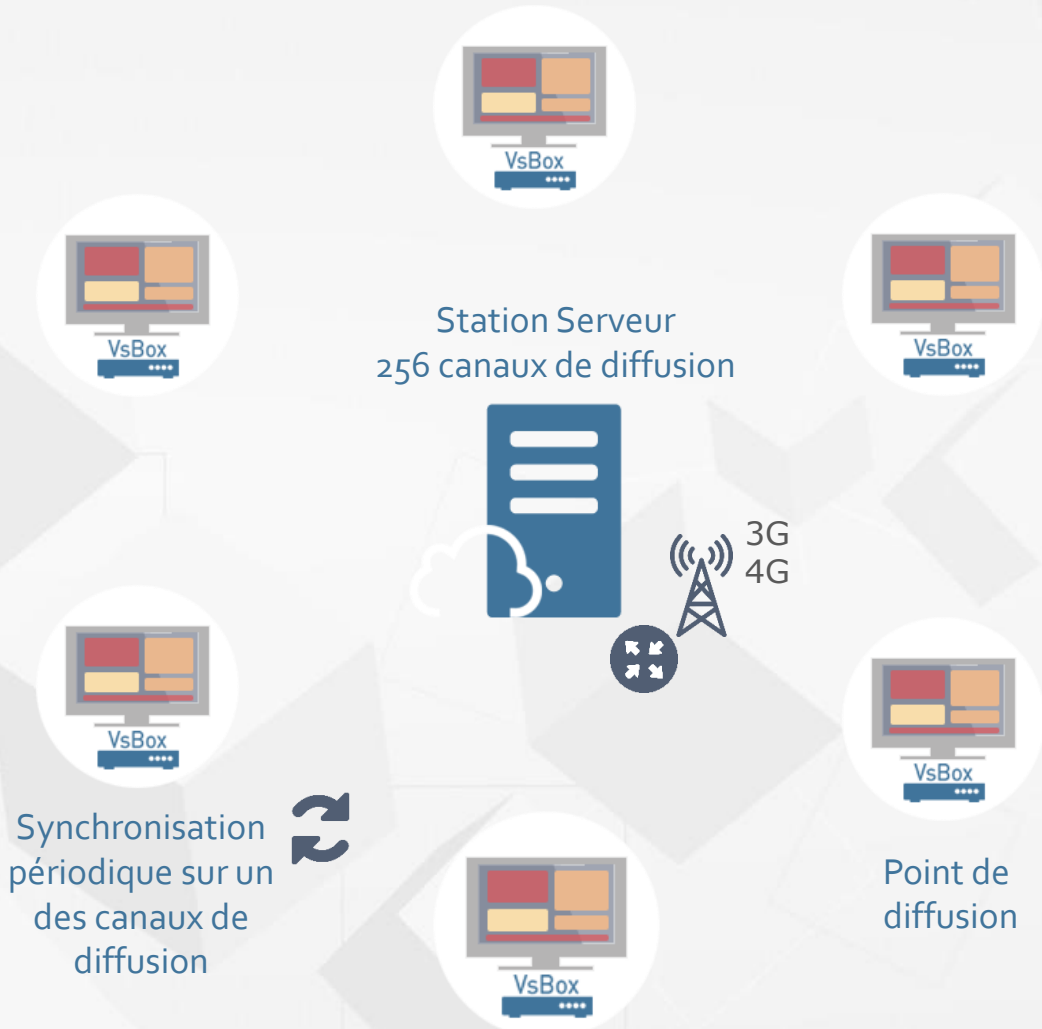 VsBox
VsBox
VsBox
Station Serveur
256 canaux de diffusion
3G
4G
VsBox
VsBox
Synchronisation
périodique sur un
des canaux de
diffusion
Point de
diffusion
VsBox